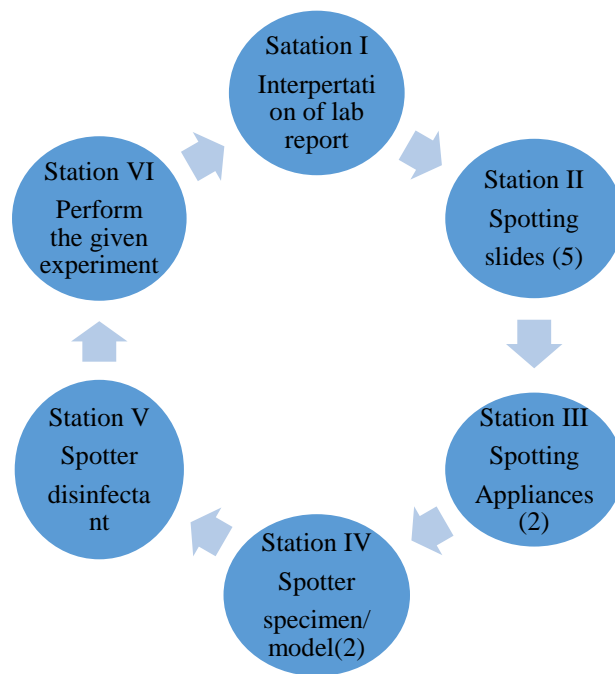 Satation I
Interpertati
on of lab
report
Station II
Spotting
slides (5)
Station III
Spotting
Appliances
(2)
Station IV
Spotter
specimen/
model(2)
Station V
Spotter
disinfecta
nt
Station VI
Perform
the given
experiment